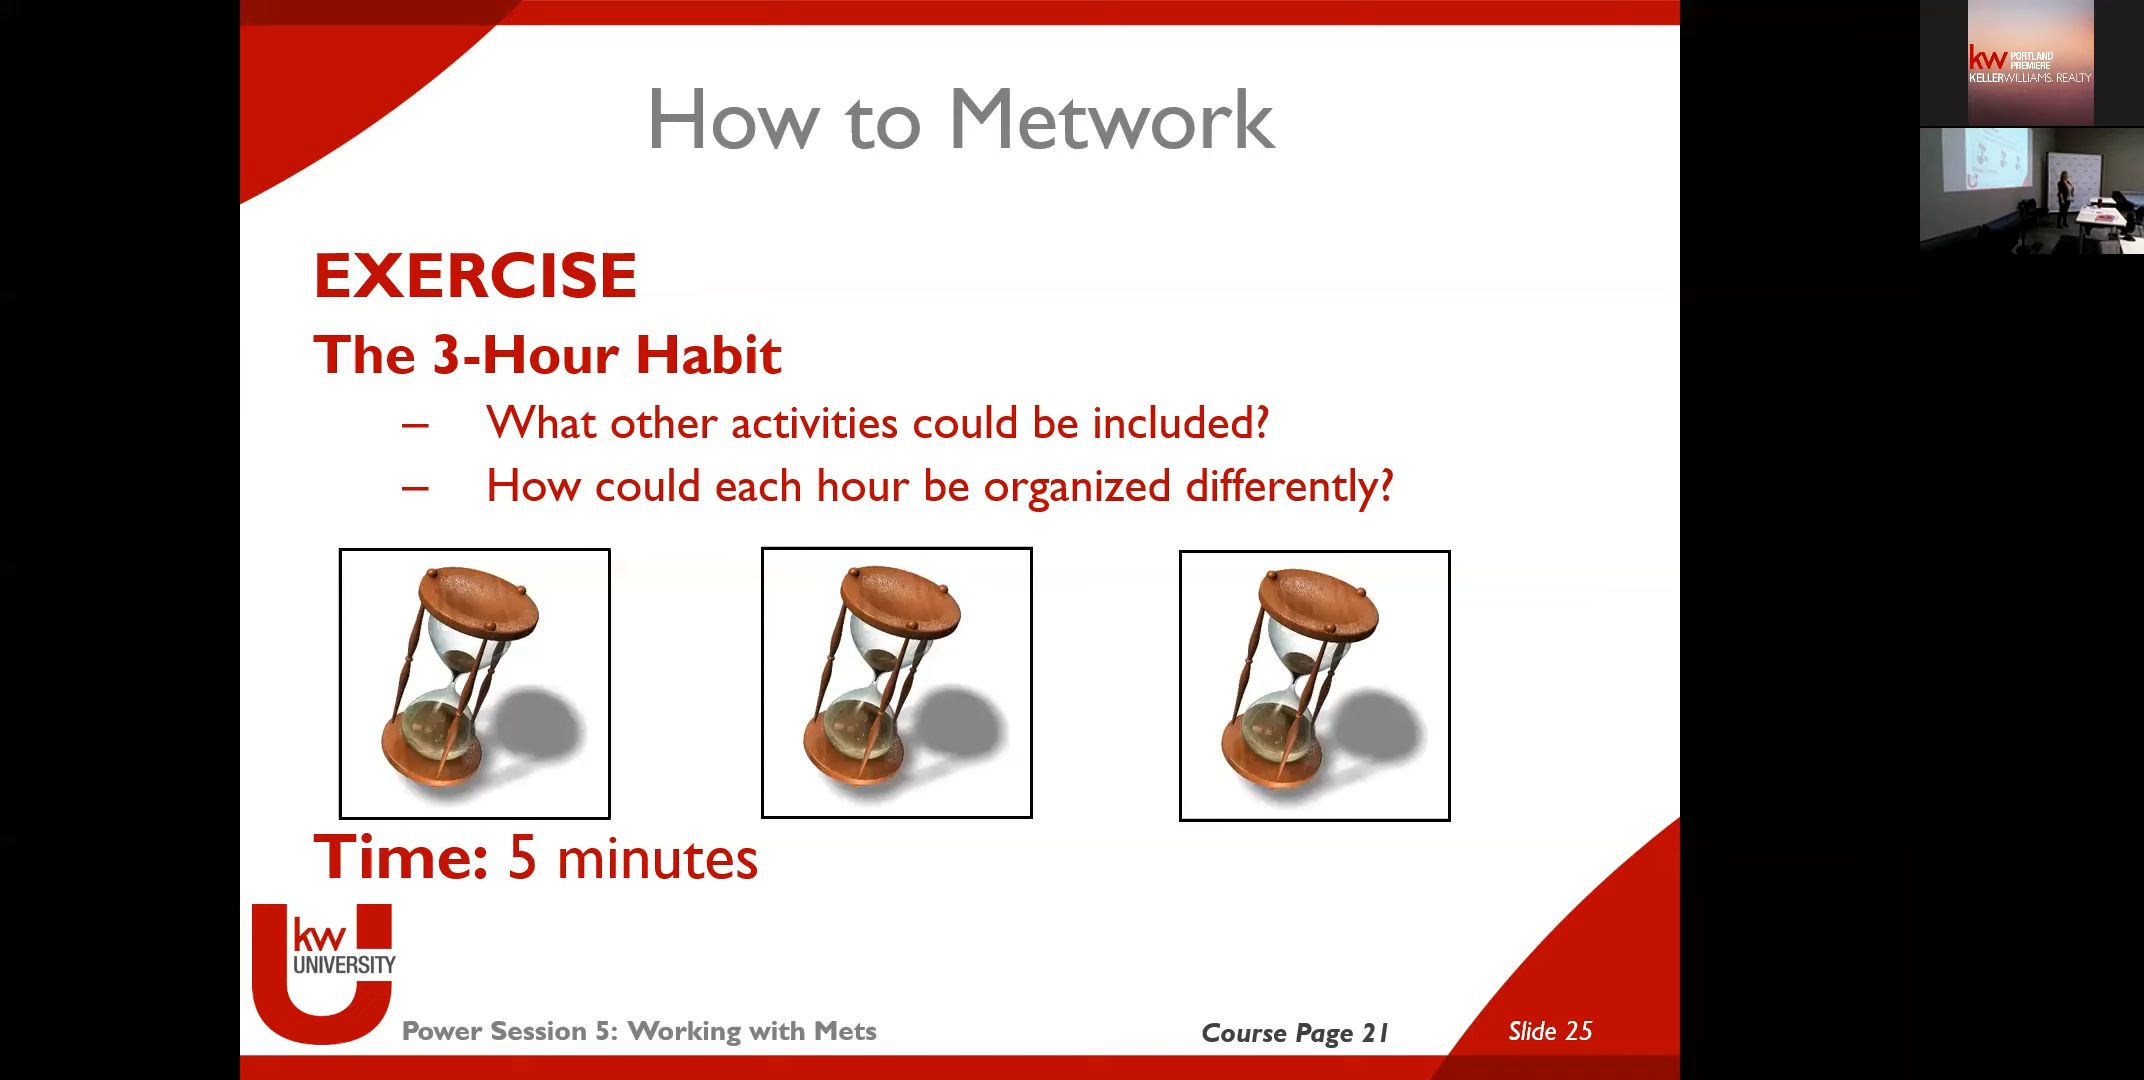 How to Metwork
EXERCISE
The 3-Hour Habit
– What other activities could be included?
– How could each hour be organized differently?
Time: 5 minutes
kw
UNIVERSITY
Power Session 5: Working with Mets
Course Page 21
Slide 25
kw PORTLAND
PREMIERE
KELLERWILLIAMS. REALTY